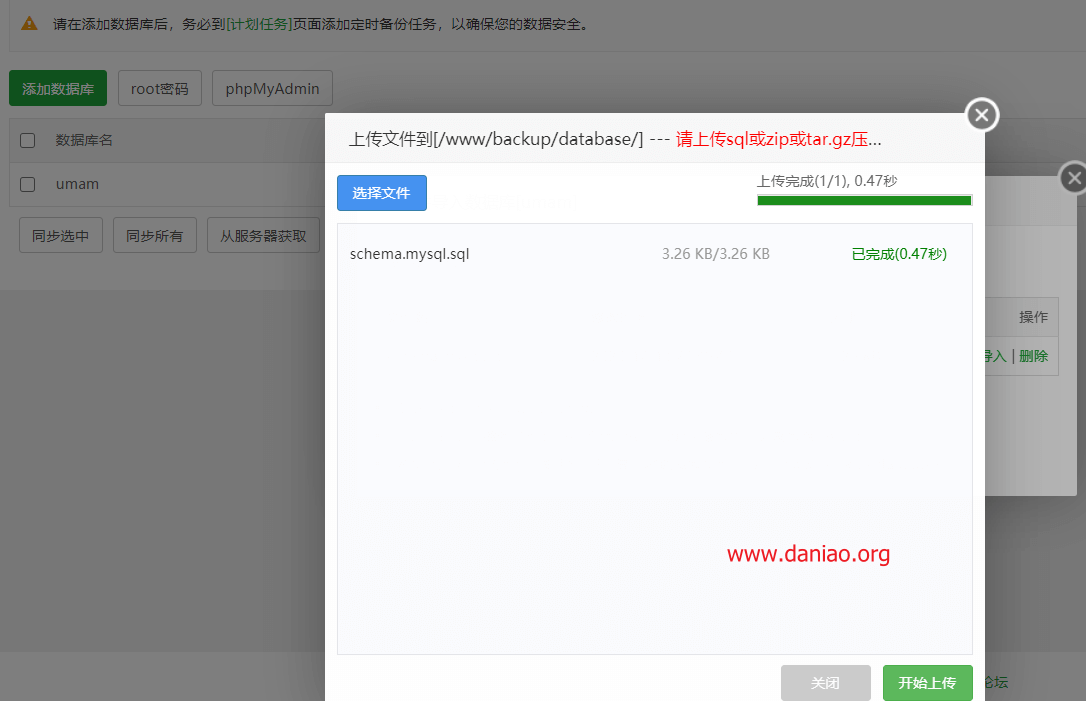 请在添加数据库后，务必到[计划任务]页面添加定时备份任务，以确保您的数据安全。
添加数据库 root密码 phpMyAdmin
上传文件到[/www/backup/database/] --- 请上传sql或zip或tar.gz压...
数据库名
选择文件 上传完成(1/1), 0.47秒
umam
同步选中 同步所有 从服务器获取
schema.mysql.sql 3.26 KB/3.26 KB 已完成(0.47秒)
操作
导入 | 删除
www.daniao.org
关闭 开始上传
论坛